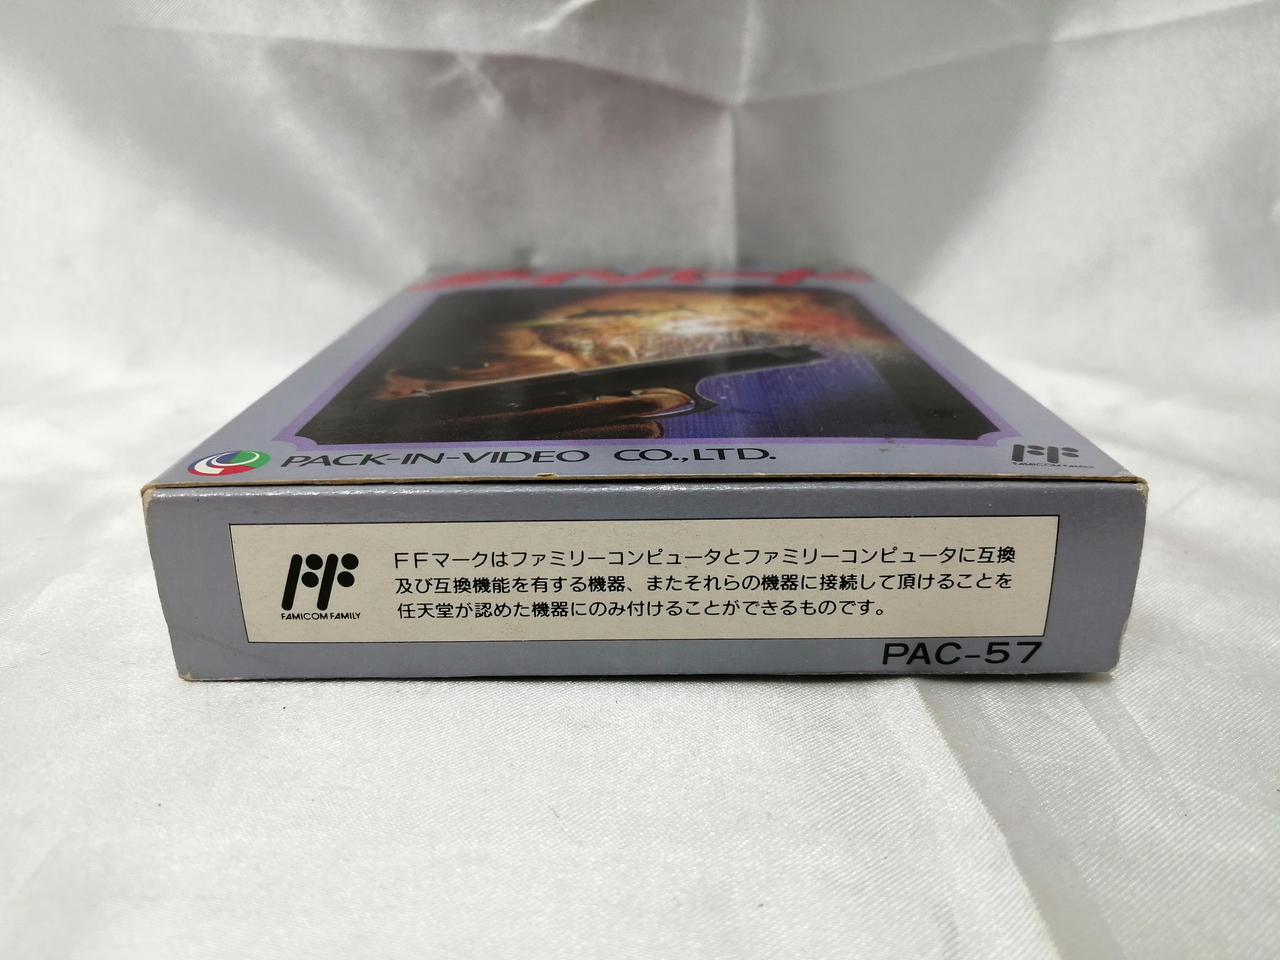 ダイ・ハード
PACK-IN-VIDEO CO.,LTD.
FAMICOM FAMILY
FFマークはファミリーコンピュータとファミリーコンピュータに互換
及び互換機能を有する機器、またそれらの機器に接続して頂けることを
任天堂が認めた機器にのみ付けることができるものです。
FAMICOM FAMILY
PAC-57